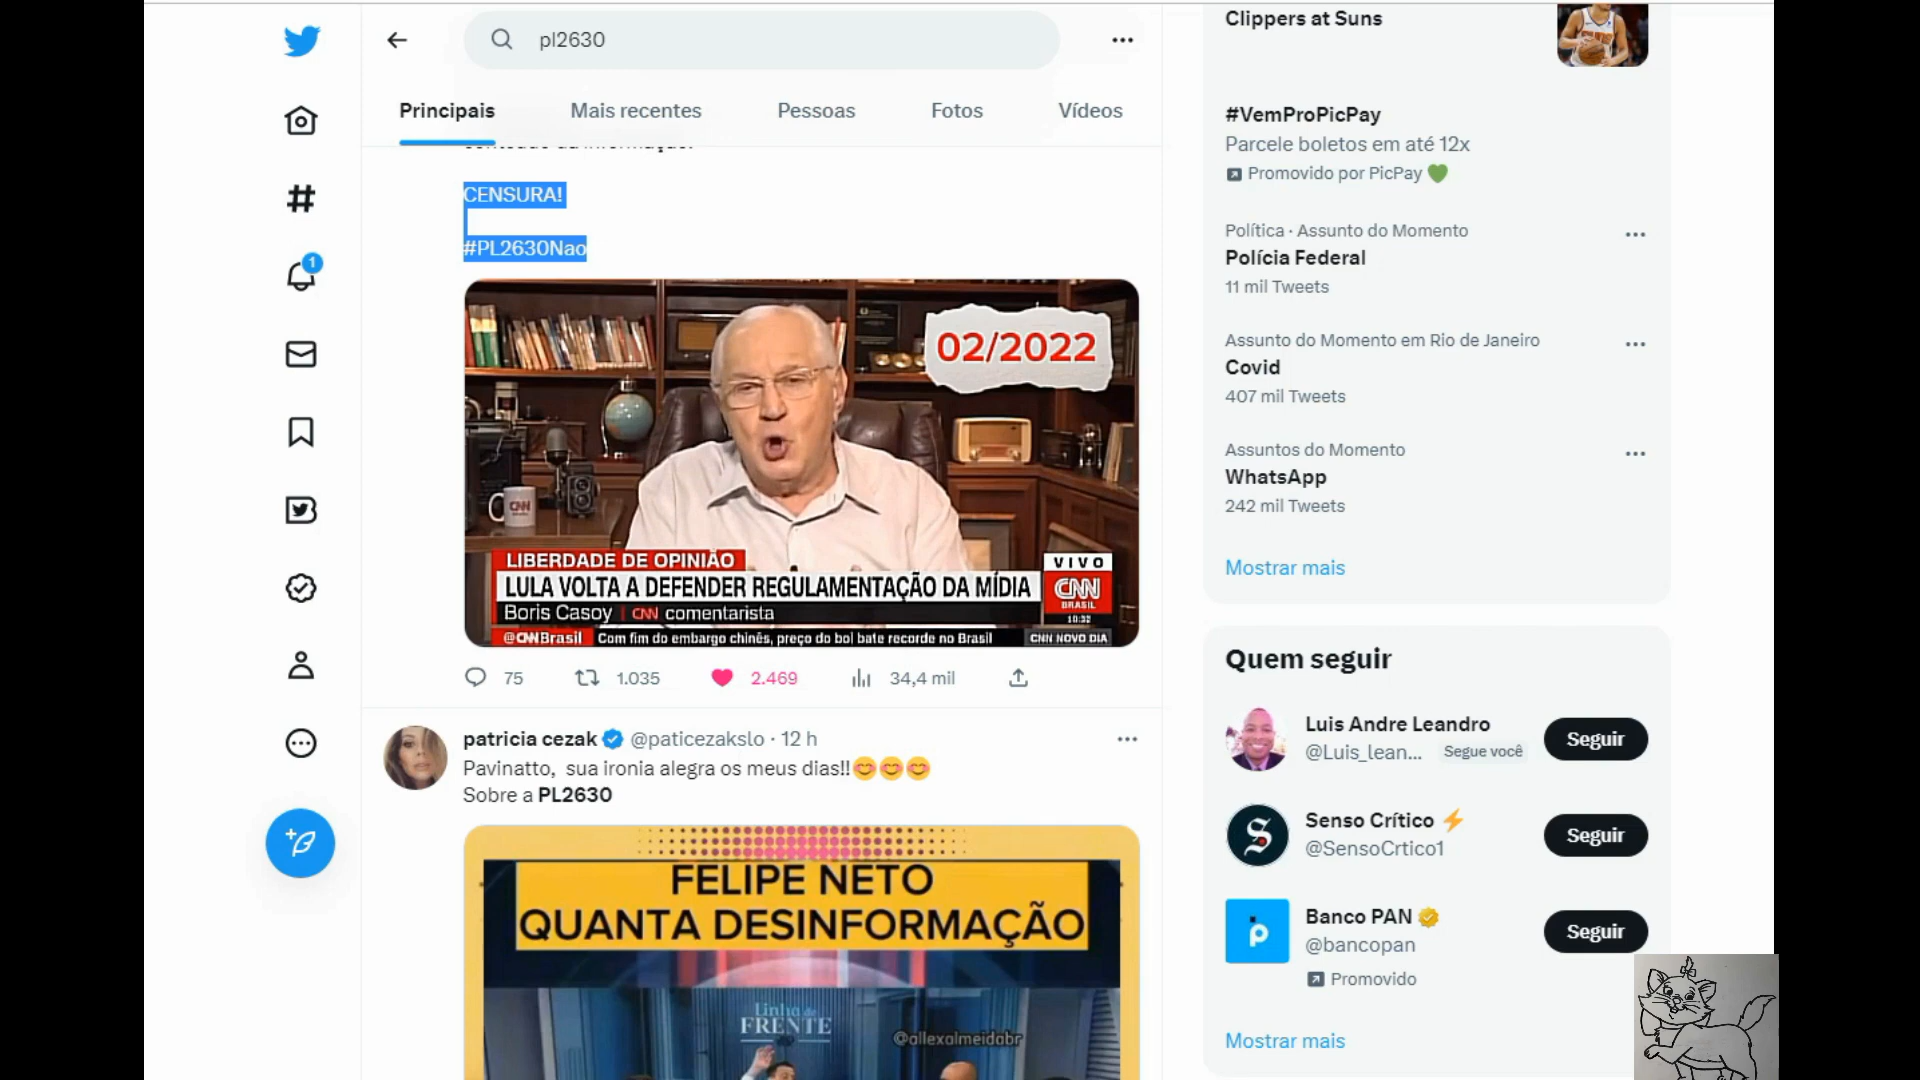 pl2630
Principais
Mais recentes
Pessoas
Fotos
Vídeos
conteúdo da informação.
CENSURA!
#PL2630Nao
02/2022
CNN
LIBERDADE DE OPINIÃO
LULA VOLTA A DEFENDER REGULAMENTAÇÃO DA MÍDIA
Boris Casoy | CNN comentarista
VIVO
CNN
BRASIL
10:32
@CNNBrasil Com fim do embargo chinês, preço do boi bate recorde no Brasil
CNN NOVO DIA
75
1.035
2.469
34,4 mil
patricia cezak @paticezakslo · 12 h
Pavinatto, sua ironia alegra os meus dias!!😊😊😊
Sobre a PL2630
FELIPE NETO
QUANTA DESINFORMAÇÃO
Linha de
FRENTE
@allexalmeidabr
1
Clippers at Suns
#VemProPicPay
Parcele boletos em até 12x
Promovido por PicPay 💚
Política · Assunto do Momento
Polícia Federal
11 mil Tweets
Assunto do Momento em Rio de Janeiro
Covid
407 mil Tweets
Assuntos do Momento
WhatsApp
242 mil Tweets
Mostrar mais
Quem seguir
Luis Andre Leandro
@Luis_lean... Segue você
Seguir
Senso Crítico ⚡
@SensoCrtico1
Seguir
Banco PAN
@bancopan
Seguir
Promovido
Mostrar mais